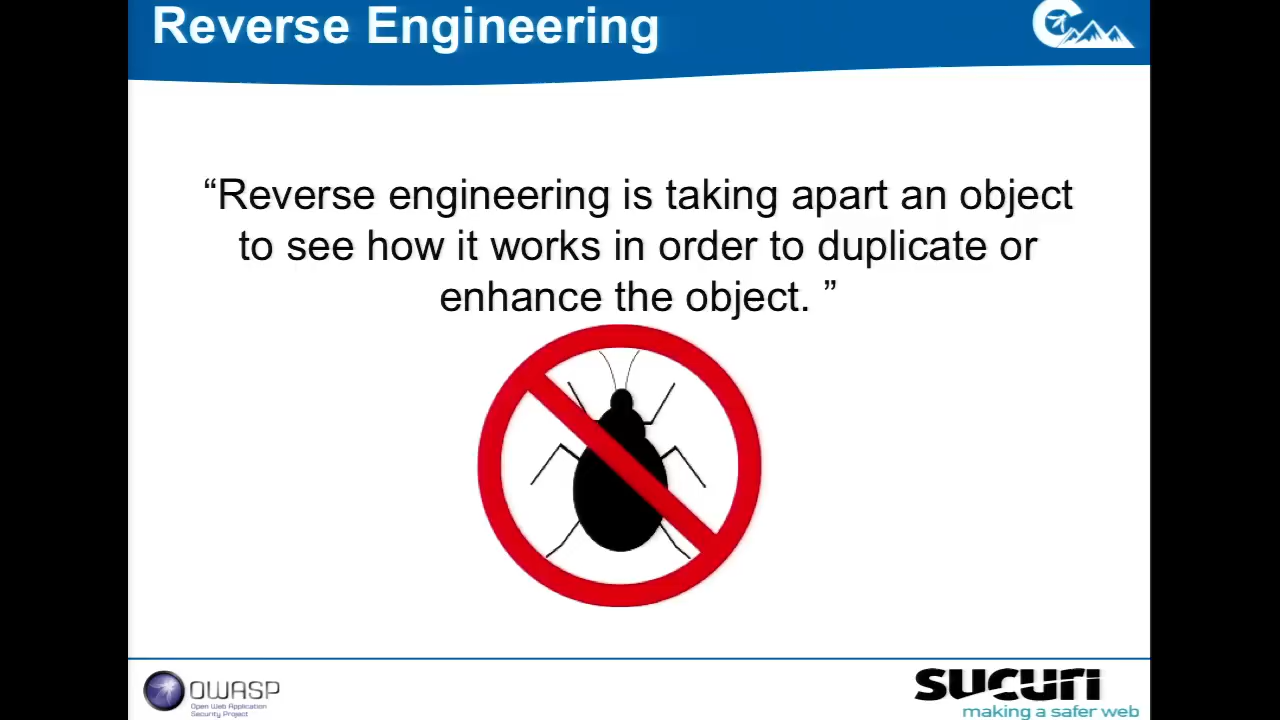 Reverse Engineering
“Reverse engineering is taking apart an object
to see how it works in order to duplicate or
enhance the object. ”
OWASP
Open Web Application
Security Project
sucuri
making a safer web